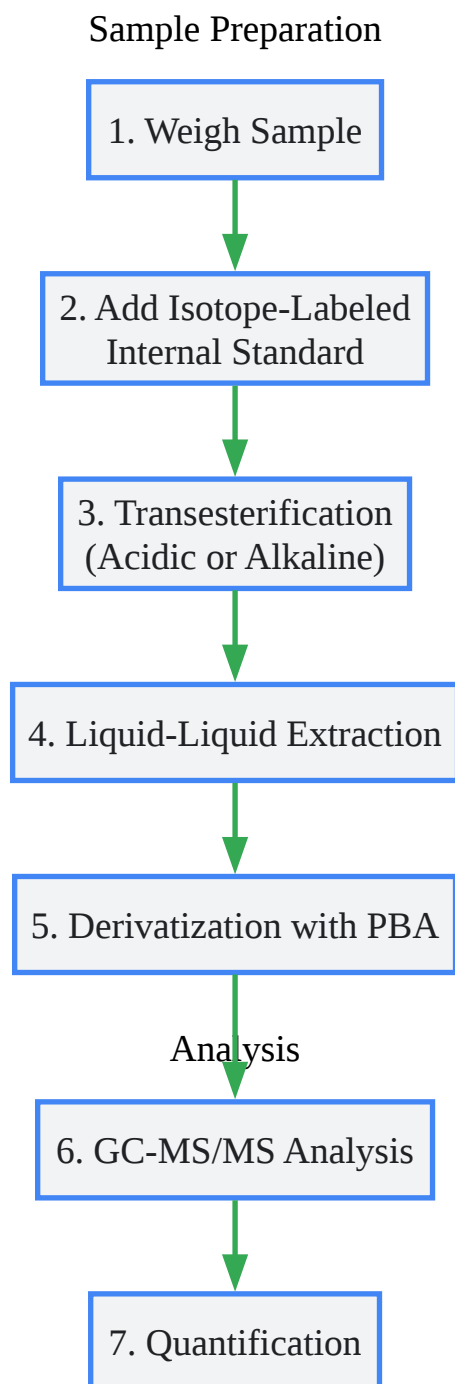 Sample Preparation
1. Weigh Sample
2. Add Isotope-Labeled
Internal Standard
3. Transesterification
(Acidic or Alkaline)
4. Liquid-Liquid Extraction
5. Derivatization with PBA
Analysis
6. GC-MS/MS Analysis
7. Quantification